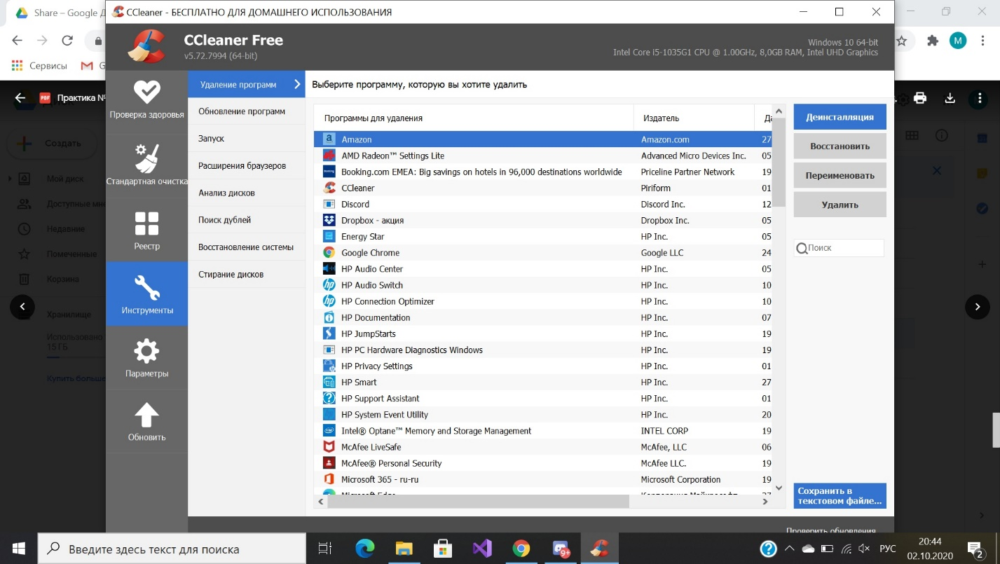 Share – Google Д
CCleaner - БЕСПЛАТНО ДЛЯ ДОМАШНЕГО ИСПОЛЬЗОВАНИЯ
M
Сервисы
G
CCleaner Free
v5.72.7994 (64-bit)
Windows 10 64-bit
Intel Core i5-1035G1 CPU @ 1.00GHz, 8,0GB RAM, Intel UHD Graphics
PDF Практика №
Создать
Мой диск
Доступные мне
Недавние
Помеченные
Корзина
Хранилище
Использовано
15 ГБ
Купить больше
Проверка здоровья
Стандартная очистка
Реестр
Инструменты
Параметры
Обновить
Удаление программ
Обновление программ
Запуск
Расширения браузеров
Анализ дисков
Поиск дублей
Восстановление системы
Стирание дисков
Выберите программу, которую вы хотите удалить
Программы для удаления Издатель Да
Amazon Amazon.com 27
AMD Radeon™ Settings Lite Advanced Micro Devices Inc. 05
Booking.com EMEA: Big savings on hotels in 96,000 destinations worldwide Priceline Partner Network 19
CCleaner Piriform 01
Discord Discord Inc. 12
Dropbox - акция Dropbox Inc. 05
Energy Star HP Inc. 05
Google Chrome Google LLC 24
HP Audio Center HP Inc. 05
HP Audio Switch HP Inc. 10
HP Connection Optimizer HP Inc. 10
HP Documentation HP Inc. 07
HP JumpStarts HP Inc. 19
HP PC Hardware Diagnostics Windows HP Inc. 19
HP Privacy Settings HP Inc. 01
HP Smart HP Inc. 27
HP Support Assistant HP Inc. 01
HP System Event Utility HP Inc. 20
Intel® Optane™ Memory and Storage Management INTEL CORP 19
McAfee LiveSafe McAfee, LLC 06
McAfee® Personal Security McAfee LLC. 19
Microsoft 365 - ru-ru Microsoft Corporation 19
Microsoft Edge Корпорация Майкрософт 27
Деинсталляция
Восстановить
Переименовать
Удалить
Поиск
Сохранить в
текстовом файле...
Проверить обновления
Введите здесь текст для поиска
9+
РУС
20:44
02.10.2020
2